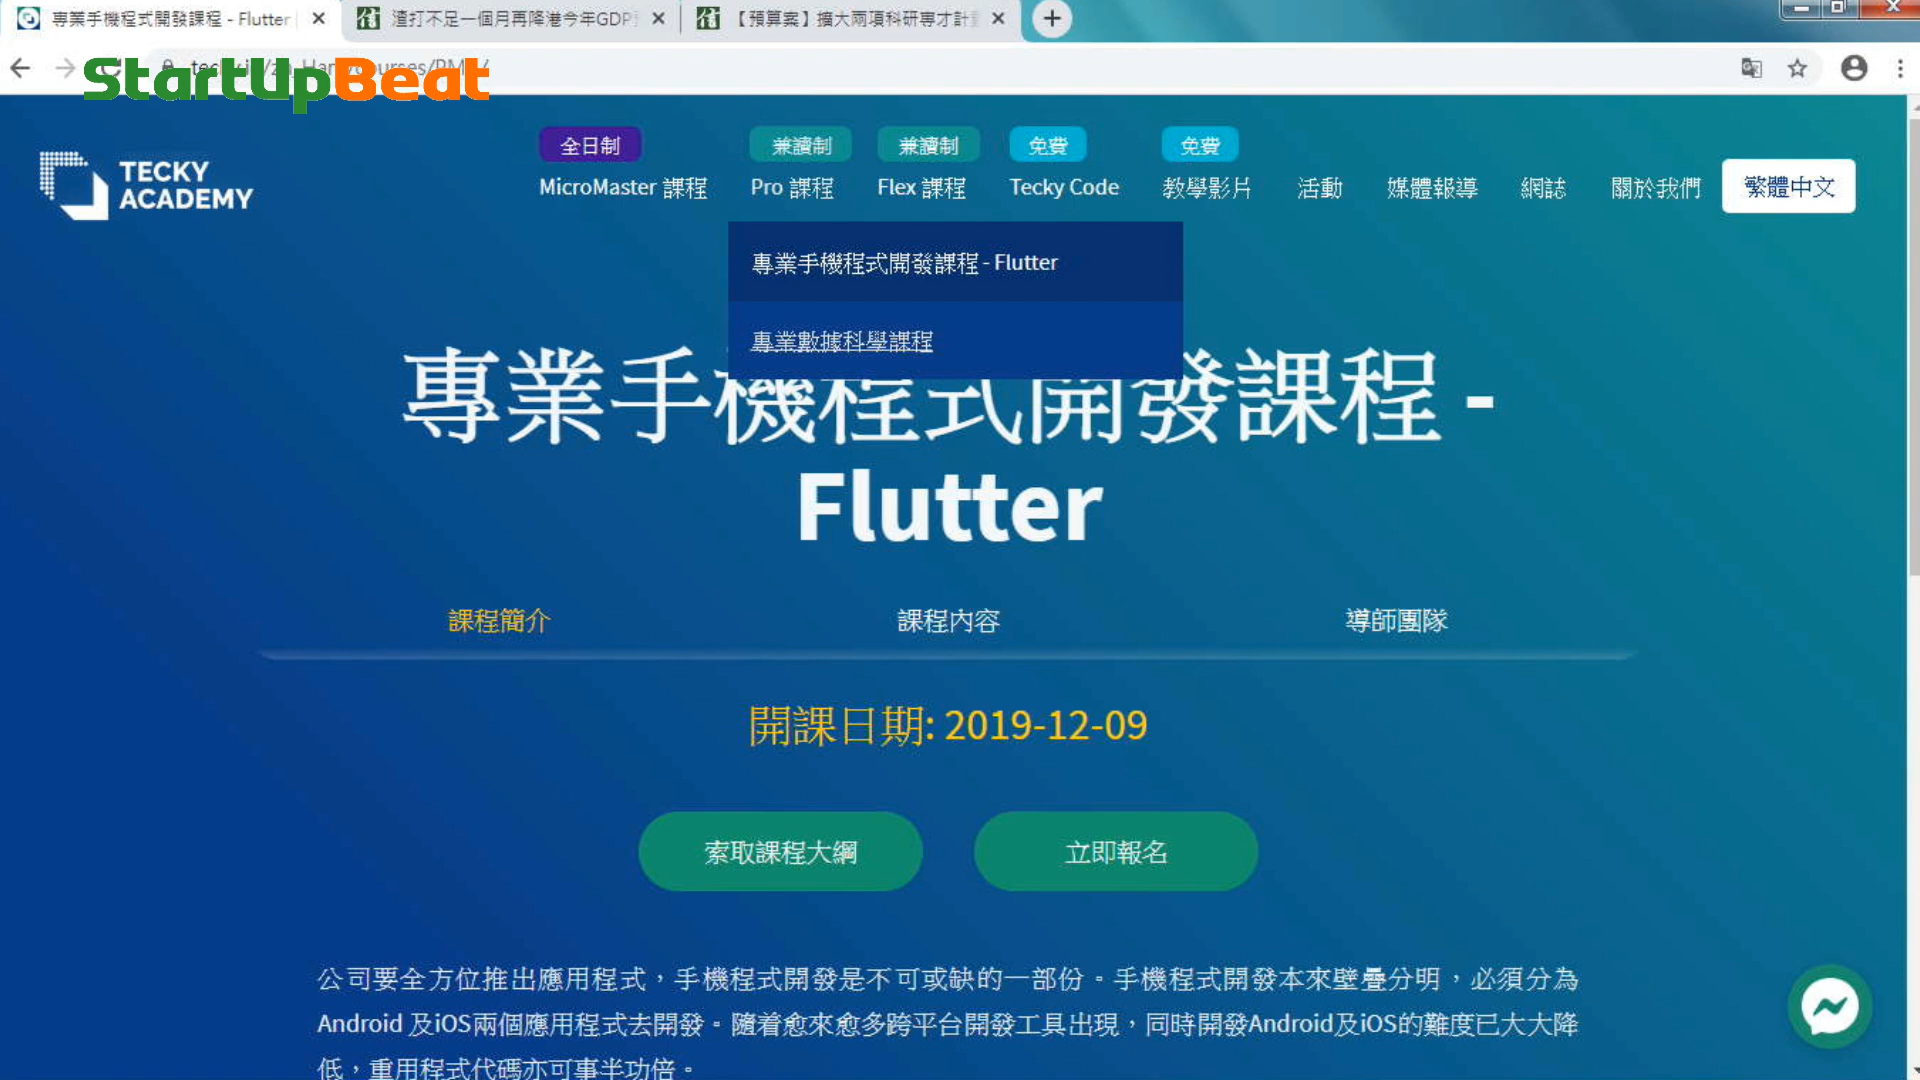 專業手機程式開發課程 - Flutter
渣打不足一個月再降港今年GDP
【預算案】擴大兩項科研專才計
StartUpBeat
TECKY
ACADEMY
全日制
兼讀制
兼讀制
免費
免費
MicroMaster 課程
Pro 課程
Flex 課程
Tecky Code
教學影片
活動
媒體報導
網誌
關於我們
繁體中文
專業手機程式開發課程 - Flutter
專業數據科學課程
專業手機程式開發課程 -
Flutter
課程簡介
課程內容
導師團隊
開課日期: 2019-12-09
索取課程大綱
立即報名
公司要全方位推出應用程式，手機程式開發是不可或缺的一部份。手機程式開發本來壁壘分明，必須分為
Android 及iOS兩個應用程式去開發。隨着愈來愈多跨平台開發工具出現，同時開發Android及iOS的難度已大大降
低，重用程式代碼亦可事半功倍。